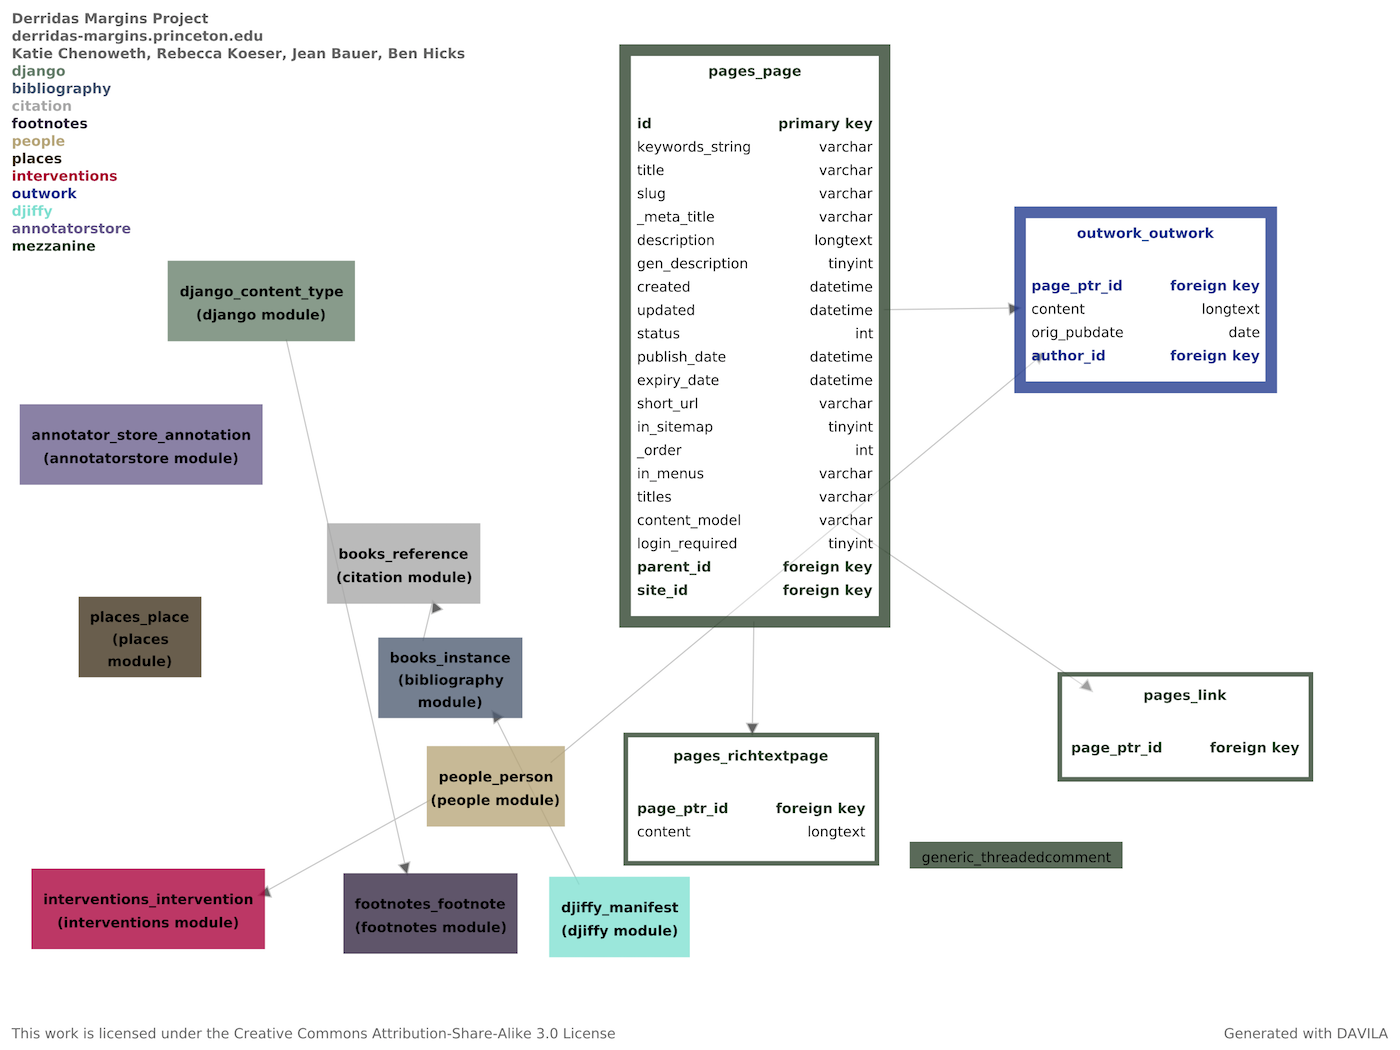 Derridas Margins Project
derridas-margins.princeton.edu
Katie Chenoweth, Rebecca Koeser, Jean Bauer, Ben Hicks
django
bibliography
citation
footnotes
people
places
interventions
outwork
djiffy
annotatorstore
mezzanine
pages_page
id primary key
keywords_string varchar
title varchar
slug varchar
_meta_title varchar
description longtext
gen_description tinyint
created datetime
updated datetime
status int
publish_date datetime
expiry_date datetime
short_url varchar
in_sitemap tinyint
_order int
in_menus varchar
titles varchar
content_model varchar
login_required tinyint
parent_id foreign key
site_id foreign key
outwork_outwork
page_ptr_id foreign key
content longtext
orig_pubdate date
author_id foreign key
django_content_type
(django module)
annotator_store_annotation
(annotatorstore module)
books_reference
(citation module)
places_place
(places
module)
books_instance
(bibliography
module)
people_person
(people module)
pages_richtextpage
page_ptr_id foreign key
content longtext
pages_link
page_ptr_id foreign key
generic_threadedcomment
interventions_intervention
(interventions module)
footnotes_footnote
(footnotes module)
djiffy_manifest
(djiffy module)
This work is licensed under the Creative Commons Attribution-Share-Alike 3.0 License
Generated with DAVILA